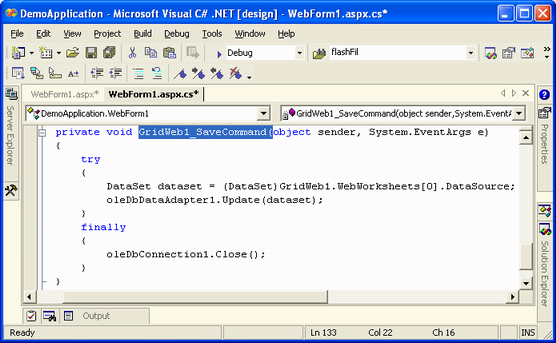 DemoApplication - Microsoft Visual C# .NET [design] - WebForm1.aspx.cs*
File Edit View Project Build Debug Tools Window Help
Debug flashFil
WebForm1.aspx* WebForm1.aspx.cs*
DemoApplication.WebForm1 GridWeb1_SaveCommand(object sender,System.EventA
private void GridWeb1_SaveCommand(object sender, System.EventArgs e)
{
try
{
DataSet dataset = (DataSet)GridWeb1.WebWorksheets[0].DataSource;
oleDbDataAdapter1.Update(dataset);
}
finally
{
oleDbConnection1.Close();
}
}
Server Explorer
Properties
Solution Explorer
Output
Ready Ln 133 Col 22 Ch 16 INS